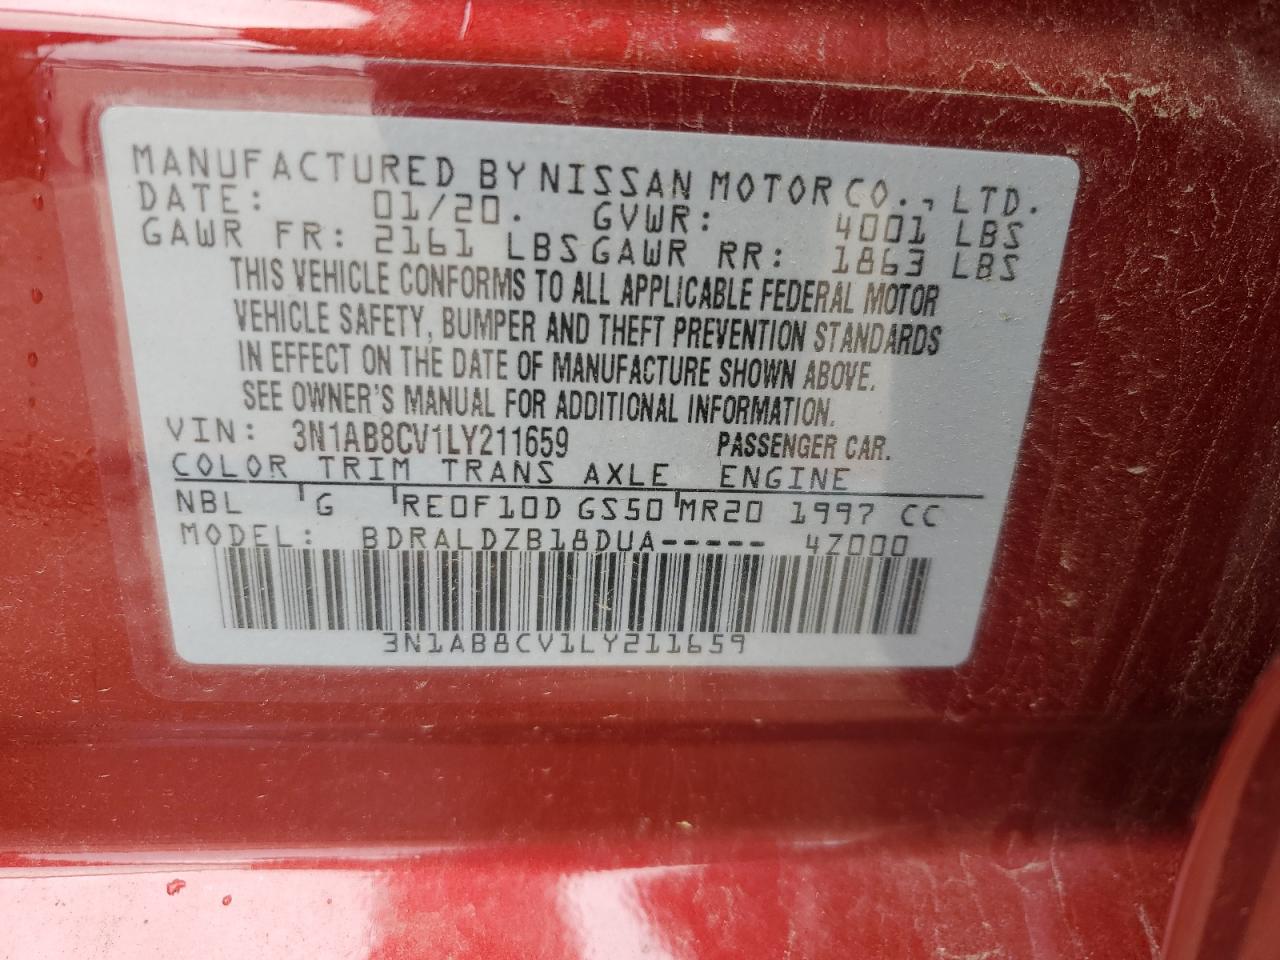 MANUFACTURED BY NISSAN MOTOR CO., LTD.
DATE: 01/20. GVWR: 4001 LBS
GAWR FR: 2161 LBS GAWR RR: 1863 LBS
THIS VEHICLE CONFORMS TO ALL APPLICABLE FEDERAL MOTOR
VEHICLE SAFETY, BUMPER AND THEFT PREVENTION STANDARDS
IN EFFECT ON THE DATE OF MANUFACTURE SHOWN ABOVE.
SEE OWNER'S MANUAL FOR ADDITIONAL INFORMATION.
VIN: 3N1AB8CV1LY211659 PASSENGER CAR.
COLOR TRIM TRANS AXLE ENGINE
NBL G RE0F10D GS50 MR20 1997 CC
MODEL: BDRALDZB18DUA----- 4Z000
3N1AB8CV1LY211659